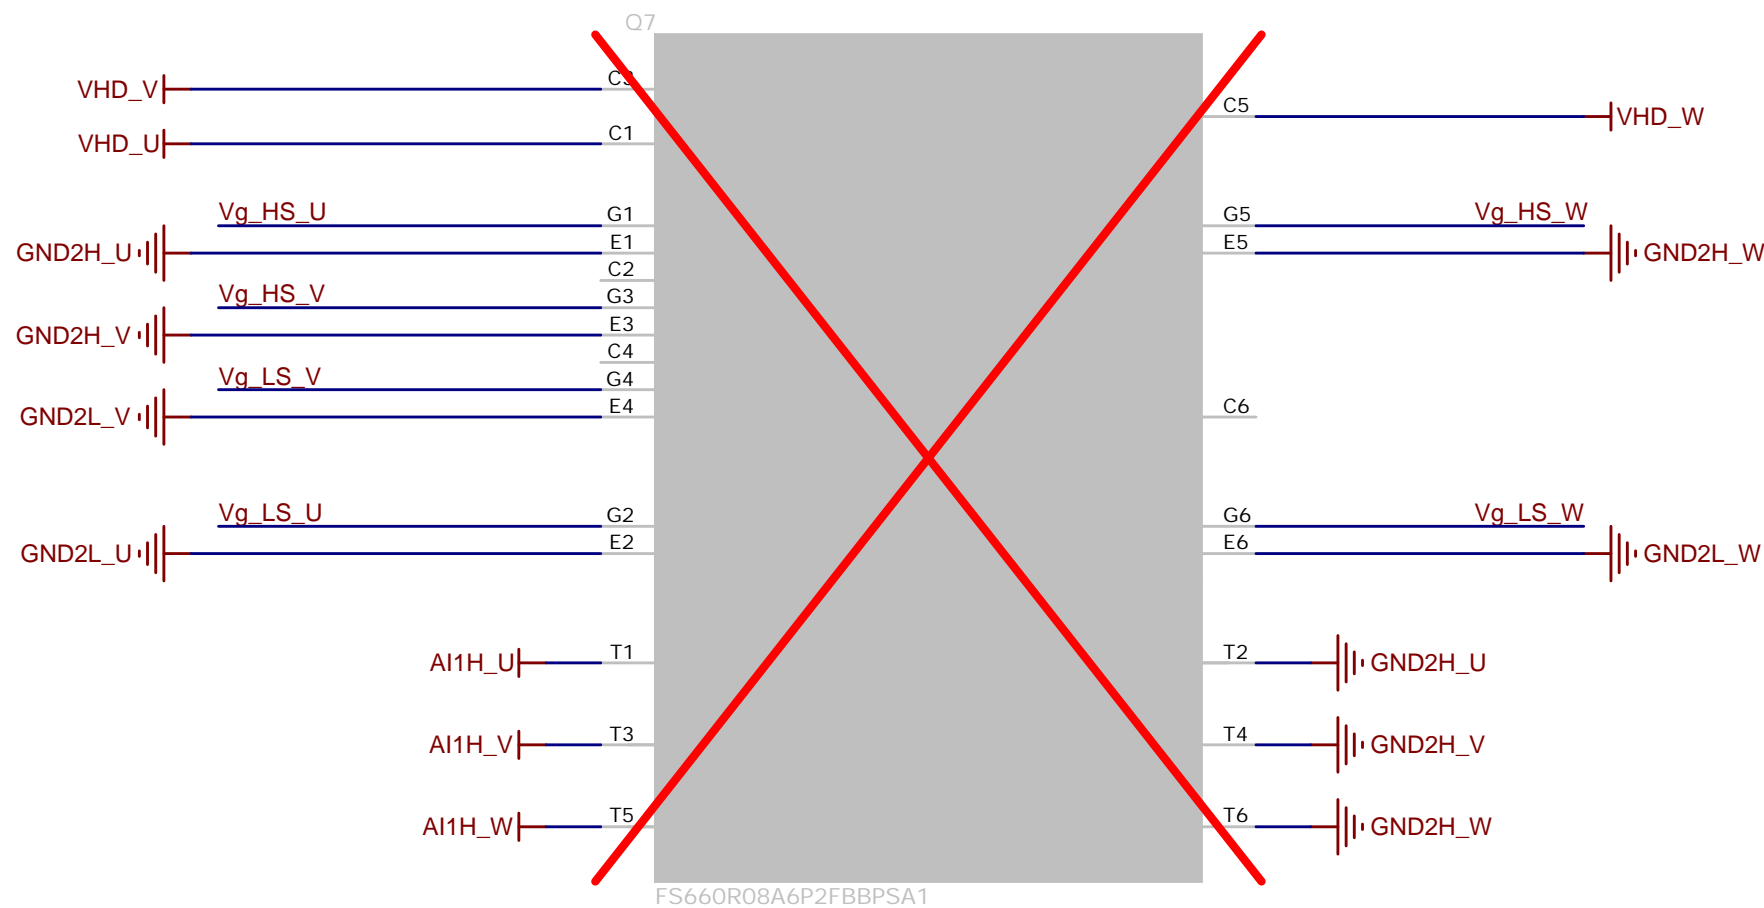 Q7
VHD_V C3
C5 VHD_W
VHD_U C1
Vg_HS_U G1
G5 Vg_HS_W
GND2H_U E1
E5 GND2H_W
C2
Vg_HS_V G3
GND2H_V E3
C4
Vg_LS_V G4
GND2L_V E4
C6
Vg_LS_U G2
G6 Vg_LS_W
GND2L_U E2
E6 GND2L_W
AI1H_U T1
T2 GND2H_U
AI1H_V T3
T4 GND2H_V
AI1H_W T5
T6 GND2H_W
FS660R08A6P2FBBPSA1